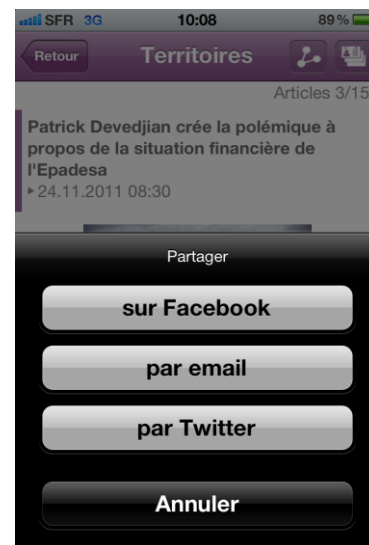 SFR 3G 10:08 89 %
Retour Territoires
Articles 3/15
Patrick Devedjian crée la polémique à
propos de la situation financière de
l'Epadesa
24.11.2011 08:30
Partager
sur Facebook
par email
par Twitter
Annuler